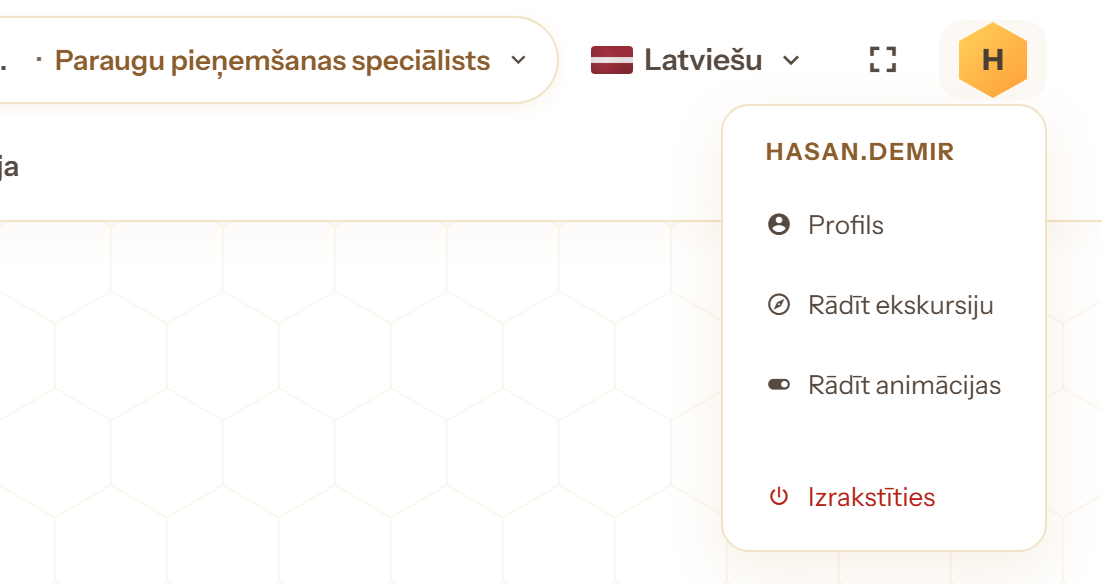 . · Paraugu pieņemšanas speciālists
Latviešu
H
ja
HASAN.DEMIR
Profils
Rādīt ekskursiju
Rādīt animācijas
Izrakstīties